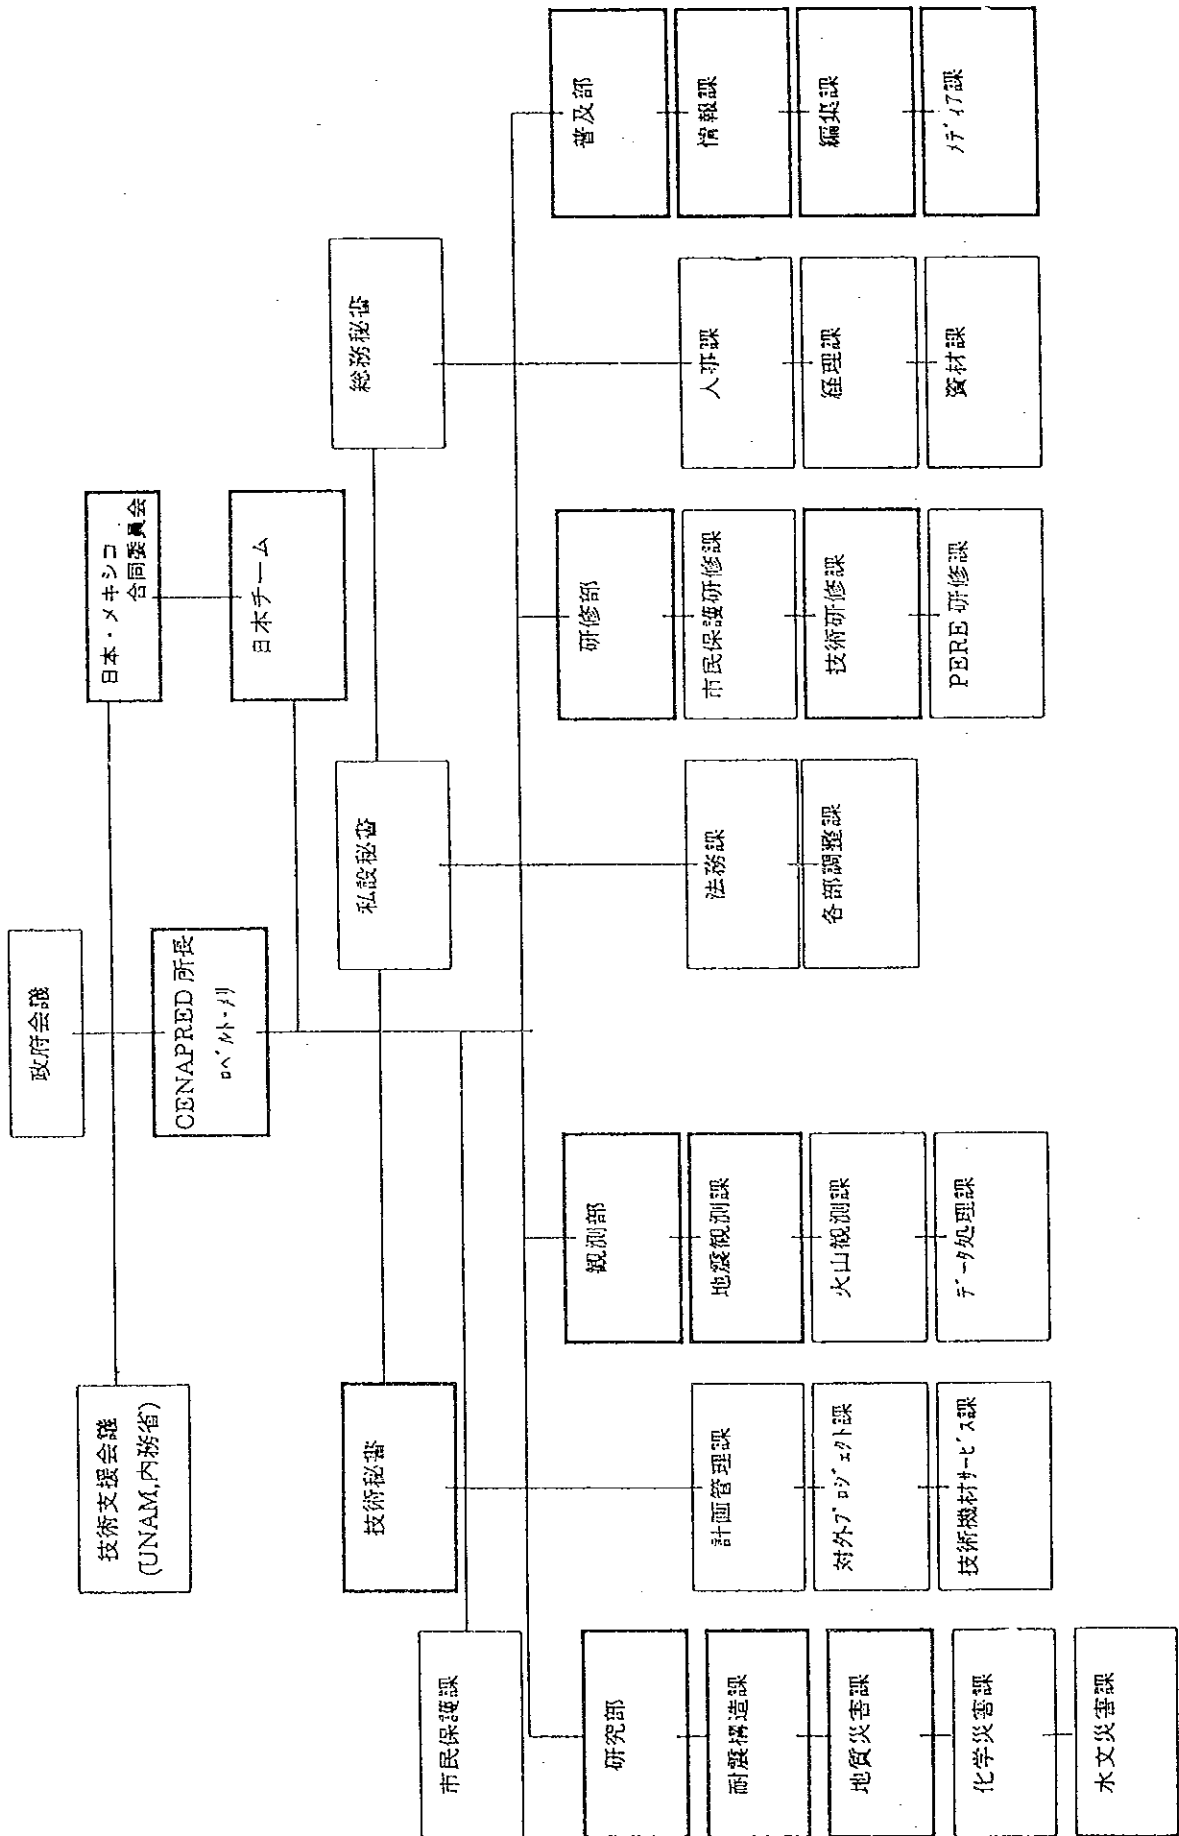 政府会議
技術支援会議
(UNAM,内務省)
日本・メキシコ
合同委員会
CENAPRED 所長
ロベルト・メリ
日本チーム
技術秘書
私設秘書
総務秘書
市民保護課
研究部
耐震構造課
地質災害課
化学災害課
水文災害課
計画管理課
対外プロジェクト課
技術機材サービス課
観測部
地震観測課
火山観測課
データ処理課
法務課
各部調整課
研修部
市民保護研修課
技術研修課
PERE 研修課
人事課
経理課
資材課
普及部
情報課
編集課
メディア課